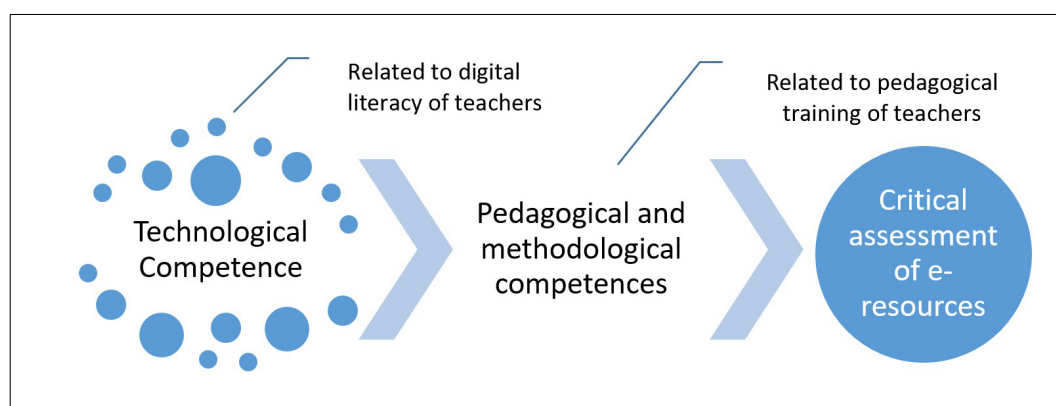 Related to digital
literacy of teachers
Related to pedagogical
training of teachers
Technological
Competence
Pedagogical and
methodological
competences
Critical
assessment
of e-
resources